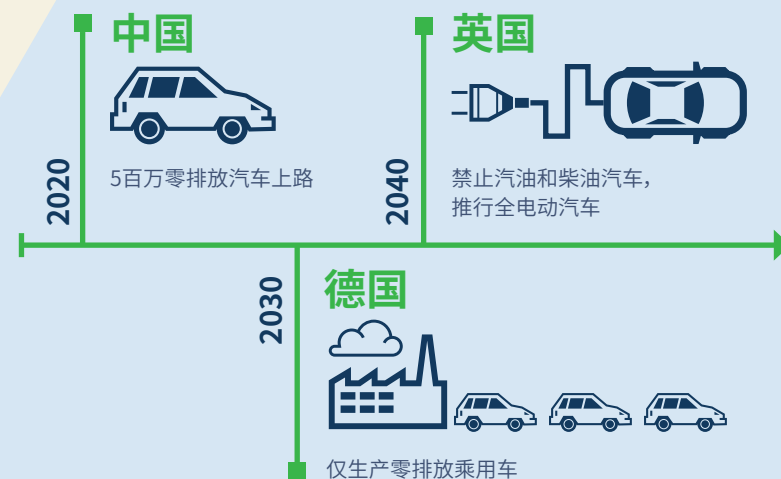 中国
2020
5百万零排放汽车上路
英国
2040
禁止汽油和柴油汽车，
推行全电动汽车
2030
德国
仅生产零排放乘用车